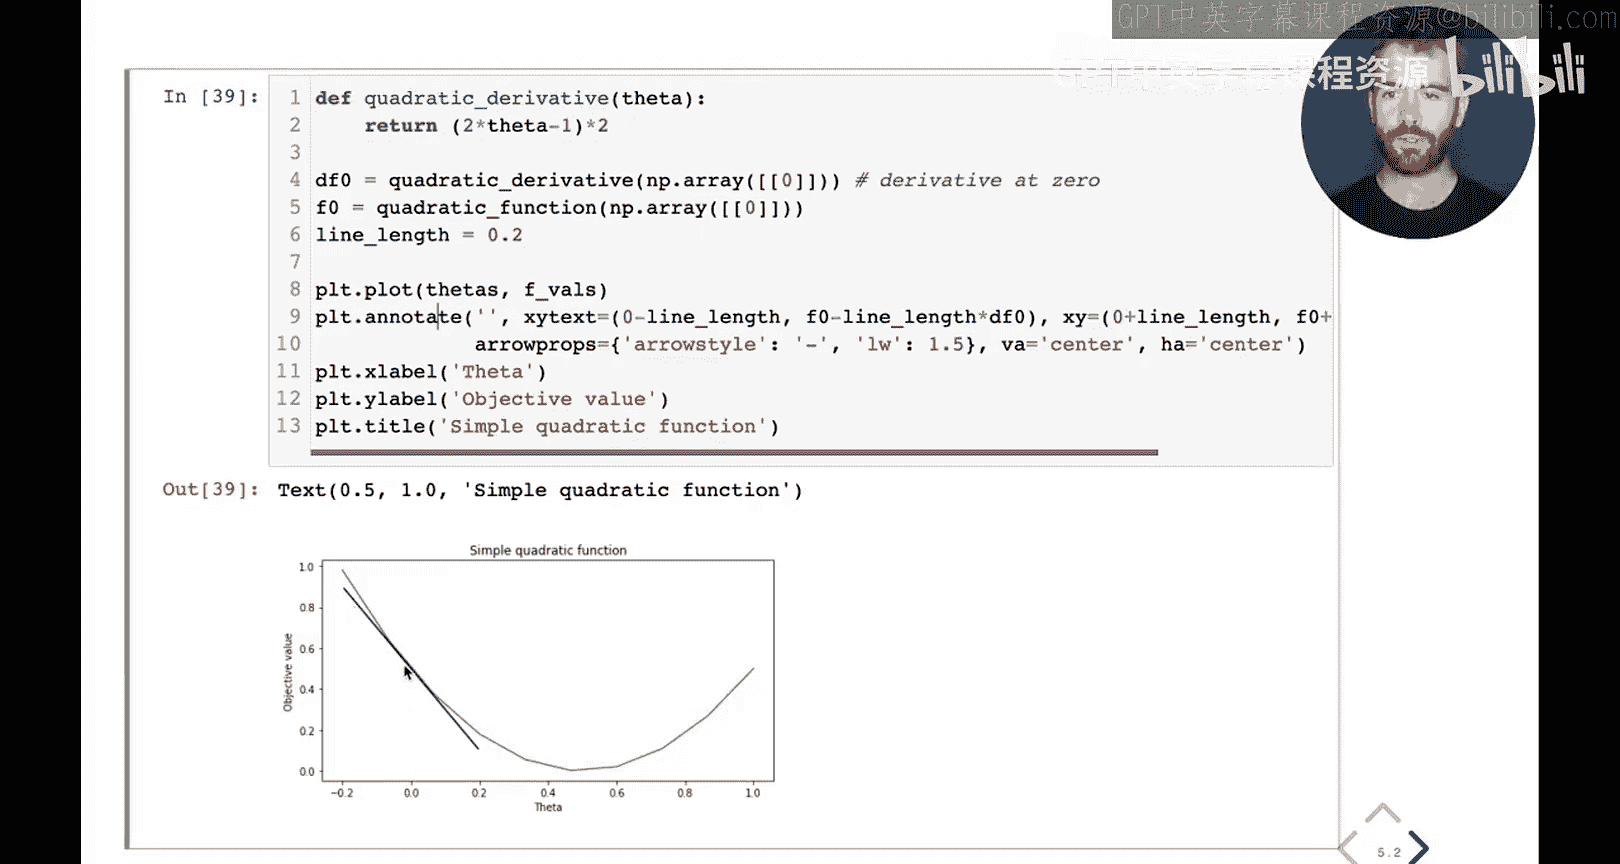 GPT中英字幕课程资源@bilibili.com
课程资源 bilibili
In [39]:
1 def quadratic_derivative(theta):
2 return (2*theta-1)*2
3
4 df0 = quadratic_derivative(np.array([[0]])) # derivative at zero
5 f0 = quadratic_function(np.array([[0]]))
6 line_length = 0.2
7
8 plt.plot(thetas, f_vals)
9 plt.annotate('', xytext=(0-line_length, f0-line_length*df0), xy=(0+line_length, f0+
10 arrowprops={'arrowstyle': '-', 'lw': 1.5}, va='center', ha='center')
11 plt.xlabel('Theta')
12 plt.ylabel('Objective value')
13 plt.title('Simple quadratic function')
Out[39]: Text(0.5, 1.0, 'Simple quadratic function')
Simple quadratic function
1.0
0.8
0.6
0.4
0.2
0.0
Objective value
−0.2 0.0 0.2 0.4 0.6 0.8 1.0
Theta
5.2